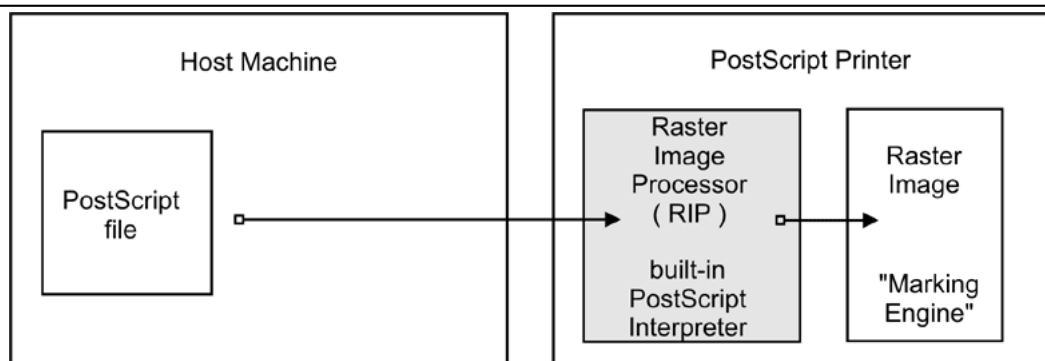 Host Machine
PostScript
file
PostScript Printer
Raster
Image
Processor
( RIP )
built-in
PostScript
Interpreter
Raster
Image
"Marking
Engine"